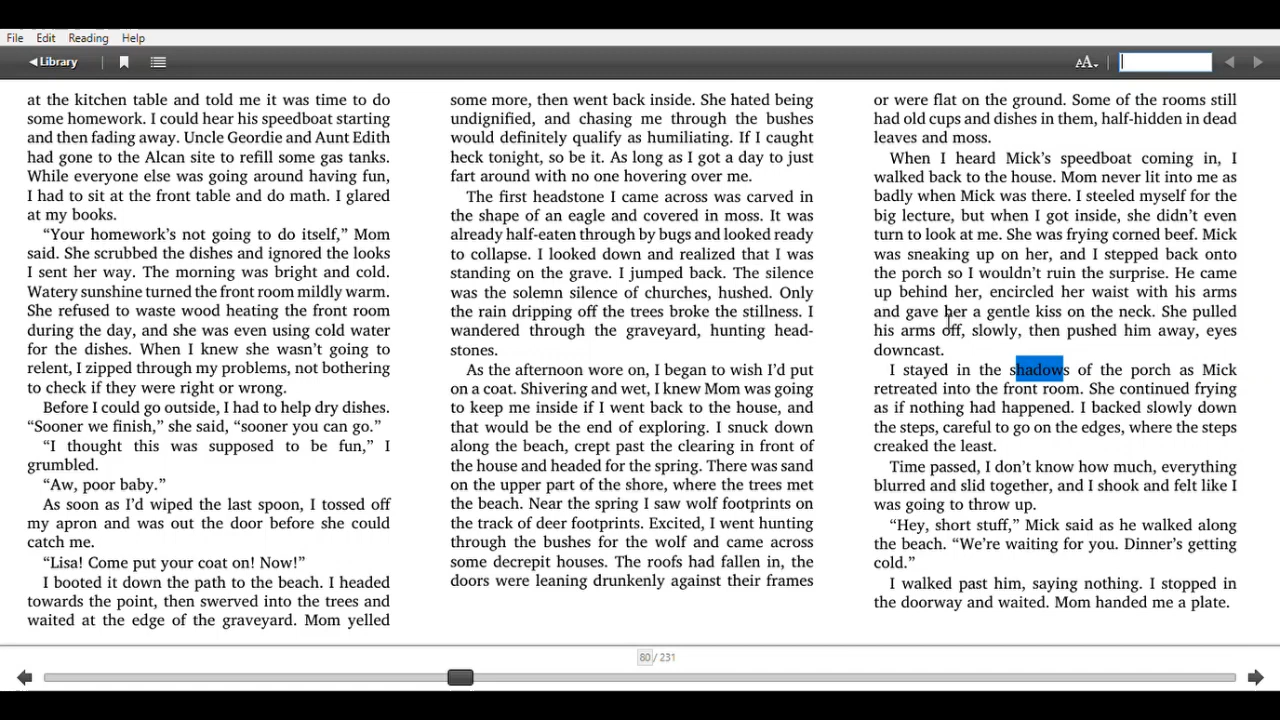 File Edit Reading Help
Library
AA
at the kitchen table and told me it was time to do
some homework. I could hear his speedboat starting
and then fading away. Uncle Geordie and Aunt Edith
had gone to the Alcan site to refill some gas tanks.
While everyone else was going around having fun,
I had to sit at the front table and do math. I glared
at my books.
“Your homework’s not going to do itself,” Mom
said. She scrubbed the dishes and ignored the looks
I sent her way. The morning was bright and cold.
Watery sunshine turned the front room mildly warm.
She refused to waste wood heating the front room
during the day, and she was even using cold water
for the dishes. When I knew she wasn’t going to
relent, I zipped through my problems, not bothering
to check if they were right or wrong.
Before I could go outside, I had to help dry dishes.
“Sooner we finish,” she said, “sooner you can go.”
“I thought this was supposed to be fun,” I
grumbled.
“Aw, poor baby.”
As soon as I’d wiped the last spoon, I tossed off
my apron and was out the door before she could
catch me.
“Lisa! Come put your coat on! Now!”
I booted it down the path to the beach. I headed
towards the point, then swerved into the trees and
waited at the edge of the graveyard. Mom yelled
some more, then went back inside. She hated being
undignified, and chasing me through the bushes
would definitely qualify as humiliating. If I caught
heck tonight, so be it. As long as I got a day to just
fart around with no one hovering over me.
The first headstone I came across was carved in
the shape of an eagle and covered in moss. It was
already half-eaten through by bugs and looked ready
to collapse. I looked down and realized that I was
standing on the grave. I jumped back. The silence
was the solemn silence of churches, hushed. Only
the rain dripping off the trees broke the stillness. I
wandered through the graveyard, hunting head-
stones.
As the afternoon wore on, I began to wish I’d put
on a coat. Shivering and wet, I knew Mom was going
to keep me inside if I went back to the house, and
that would be the end of exploring. I snuck down
along the beach, crept past the clearing in front of
the house and headed for the spring. There was sand
on the upper part of the shore, where the trees met
the beach. Near the spring I saw wolf footprints on
the track of deer footprints. Excited, I went hunting
through the bushes for the wolf and came across
some decrepit houses. The roofs had fallen in, the
doors were leaning drunkenly against their frames
or were flat on the ground. Some of the rooms still
had old cups and dishes in them, half-hidden in dead
leaves and moss.
When I heard Mick’s speedboat coming in, I
walked back to the house. Mom never lit into me as
badly when Mick was there. I steeled myself for the
big lecture, but when I got inside, she didn’t even
turn to look at me. She was frying corned beef. Mick
was sneaking up on her, and I stepped back onto
the porch so I wouldn’t ruin the surprise. He came
up behind her, encircled her waist with his arms
and gave her a gentle kiss on the neck. She pulled
his arms off, slowly, then pushed him away, eyes
downcast.
I stayed in the shadows of the porch as Mick
retreated into the front room. She continued frying
as if nothing had happened. I backed slowly down
the steps, careful to go on the edges, where the steps
creaked the least.
Time passed, I don’t know how much, everything
blurred and slid together, and I shook and felt like I
was going to throw up.
“Hey, short stuff,” Mick said as he walked along
the beach. “We’re waiting for you. Dinner’s getting
cold.”
I walked past him, saying nothing. I stopped in
the doorway and waited. Mom handed me a plate.
80 / 231